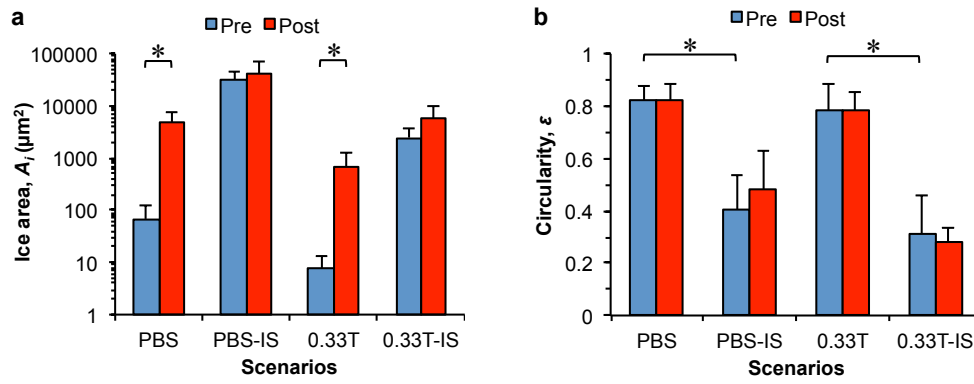 a
Pre Post
Ice area, A_i (µm²)
100000
10000
1000
100
10
1
* *
PBS PBS-IS 0.33T 0.33T-IS
Scenarios
b
Pre Post
Circularity, ε
1
0.8
0.6
0.4
0.2
0
* *
PBS PBS-IS 0.33T 0.33T-IS
Scenarios